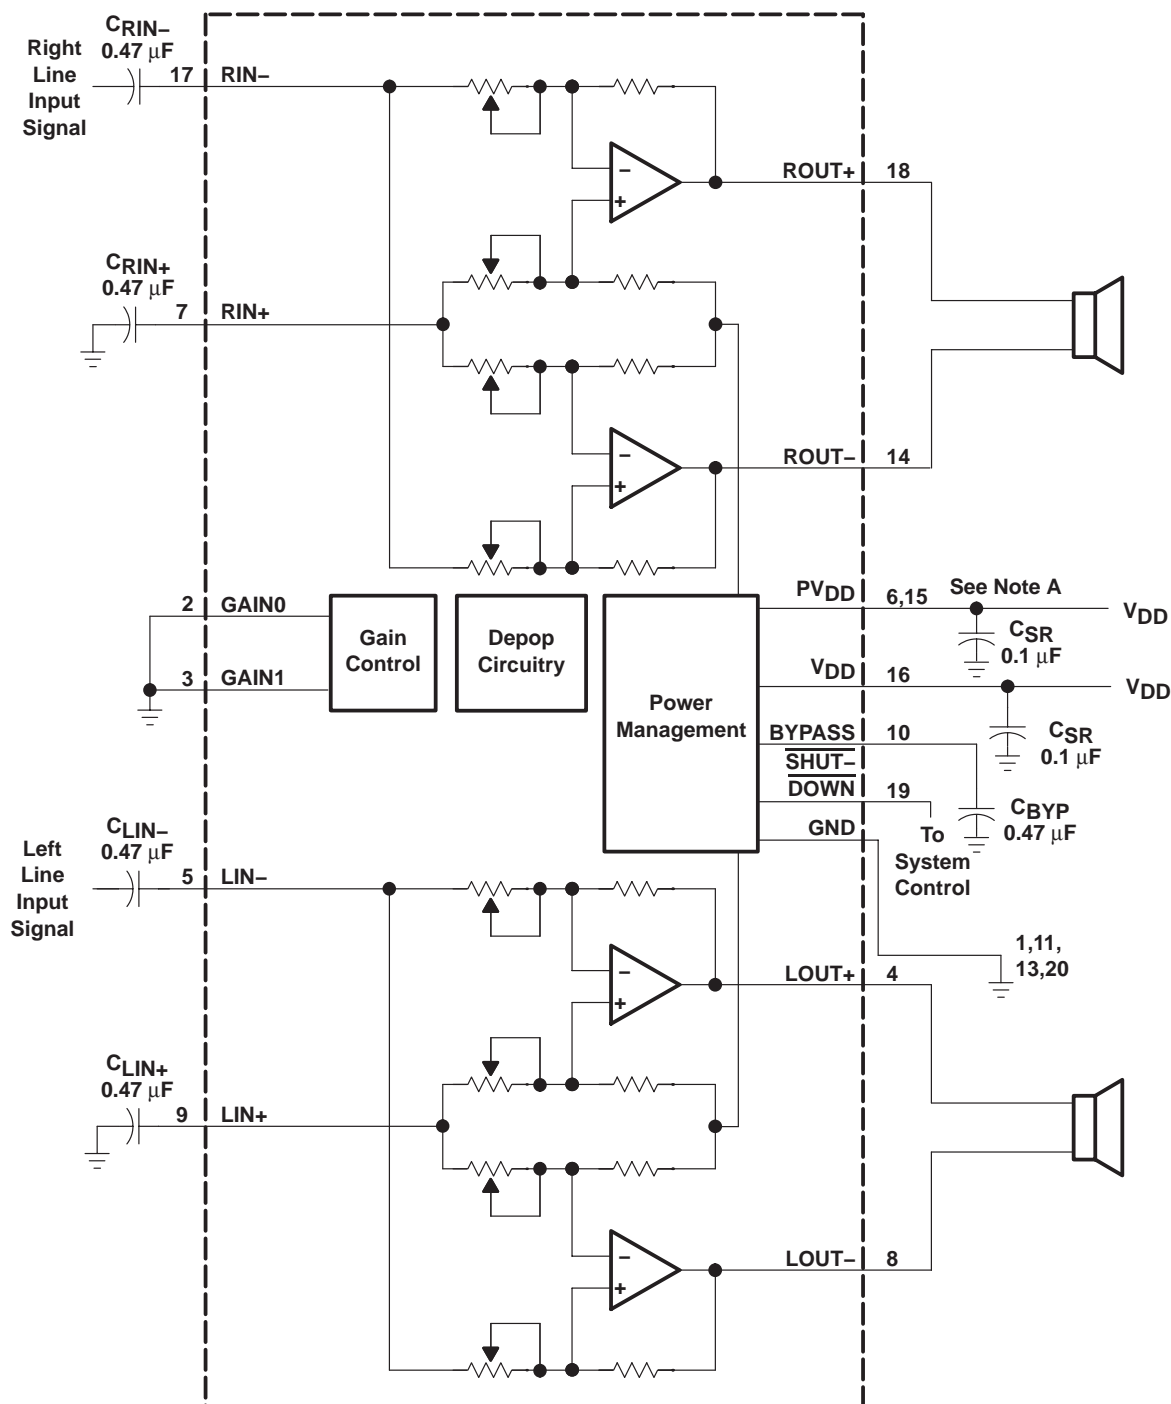 CRIN–
0.47 µF
Right
Line
Input
Signal
17
RIN–
–
+
ROUT+
18
CRIN+
0.47 µF
7
RIN+
–
+
ROUT–
14
2
GAIN0
3
GAIN1
Gain
Control
Depop
Circuitry
Power
Management
PVDD
6,15
See Note A
VDD
CSR
0.1 µF
VDD
16
VDD
CSR
0.1 µF
BYPASS
10
SHUT–
DOWN
19
To
System
Control
CBYP
0.47 µF
GND
1,11,
13,20
CLIN–
0.47 µF
Left
Line
Input
Signal
5
LIN–
–
+
LOUT+
4
CLIN+
0.47 µF
9
LIN+
–
+
LOUT–
8